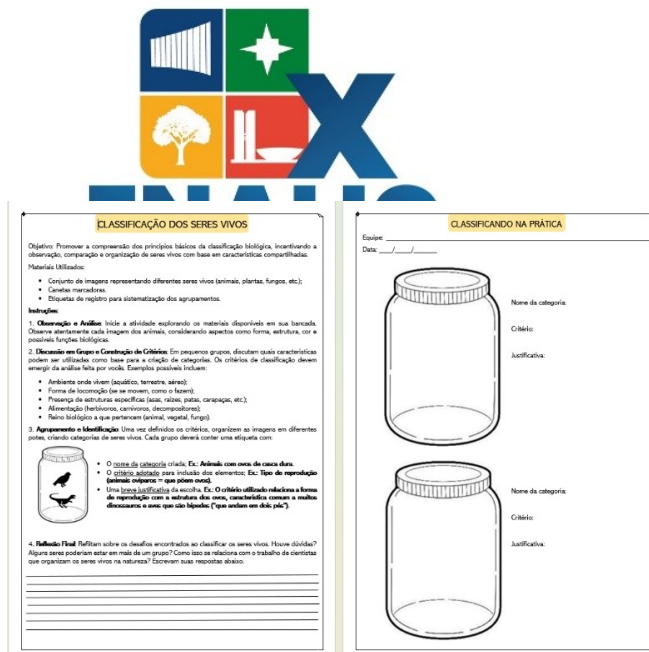 X
CLASSIFICAÇÃO DOS SERES VIVOS
Objetivo: Promover a compreensão dos princípios básicos da classificação biológica, incentivando a
observação, comparação e organização de seres vivos com base em características compartilhadas.
Materiais Utilizados:
• Conjunto de imagens representando diferentes seres vivos (animais, plantas, fungos, etc.);
• Canetas marcadoras.
• Etiquetas de registro para sistematização dos agrupamentos.
Instruções:
1. Observação e Análise: Inicie a atividade explorando os materiais disponíveis em sua bancada.
Observe atentamente cada imagem dos animais, considerando aspectos como forma, estrutura, cor e
possíveis funções biológicas.
2. Discussão em Grupo e Construção de Critérios: Em pequenos grupos, discutam quais características
podem ser utilizadas como base para a criação de categorias. Os critérios de classificação devem
emergir da análise feita por vocês. Exemplos possíveis incluem:
• Ambiente onde vivem (aquático, terrestre, aéreo);
• Forma de locomoção (se se movem, como o fazem);
• Presença de estruturas específicas (asas, raízes, patas, carapaças, etc.);
• Alimentação (herbívoros, carnívoros, decompositores);
• Reino biológico a que pertencem (animal, vegetal, fungo).
3. Agrupamento e Identificação: Uma vez definidos os critérios, organizem as imagens em diferentes
potes, criando categorias de seres vivos. Cada grupo deverá conter uma etiqueta com:
• O nome da categoria criada; Ex.: Animais com ovos de casca dura.
• O critério adotado para inclusão dos elementos; Ex.: Tipo de reprodução
(animais ovíparos = que põem ovos).
• Uma breve justificativa da escolha. Ex.: O critério utilizado relaciona a forma
de reprodução com a estrutura dos ovos, característica comum a muitos
dinossauros e aves que são bípedes ("que andam em dois pés").
4. Reflexão Final: Reflitam sobre os desafios encontrados ao classificar os seres vivos. Houve dúvidas?
Alguns seres poderiam estar em mais de um grupo? Como isso se relaciona com o trabalho de cientistas
que organizam os seres vivos na natureza? Escrevam suas respostas abaixo.
CLASSIFICANDO NA PRÁTICA
Equipe:
Data: ___/___/_____
Nome da categoria:
Critério:
Justificativa:
Nome da categoria:
Critério:
Justificativa: